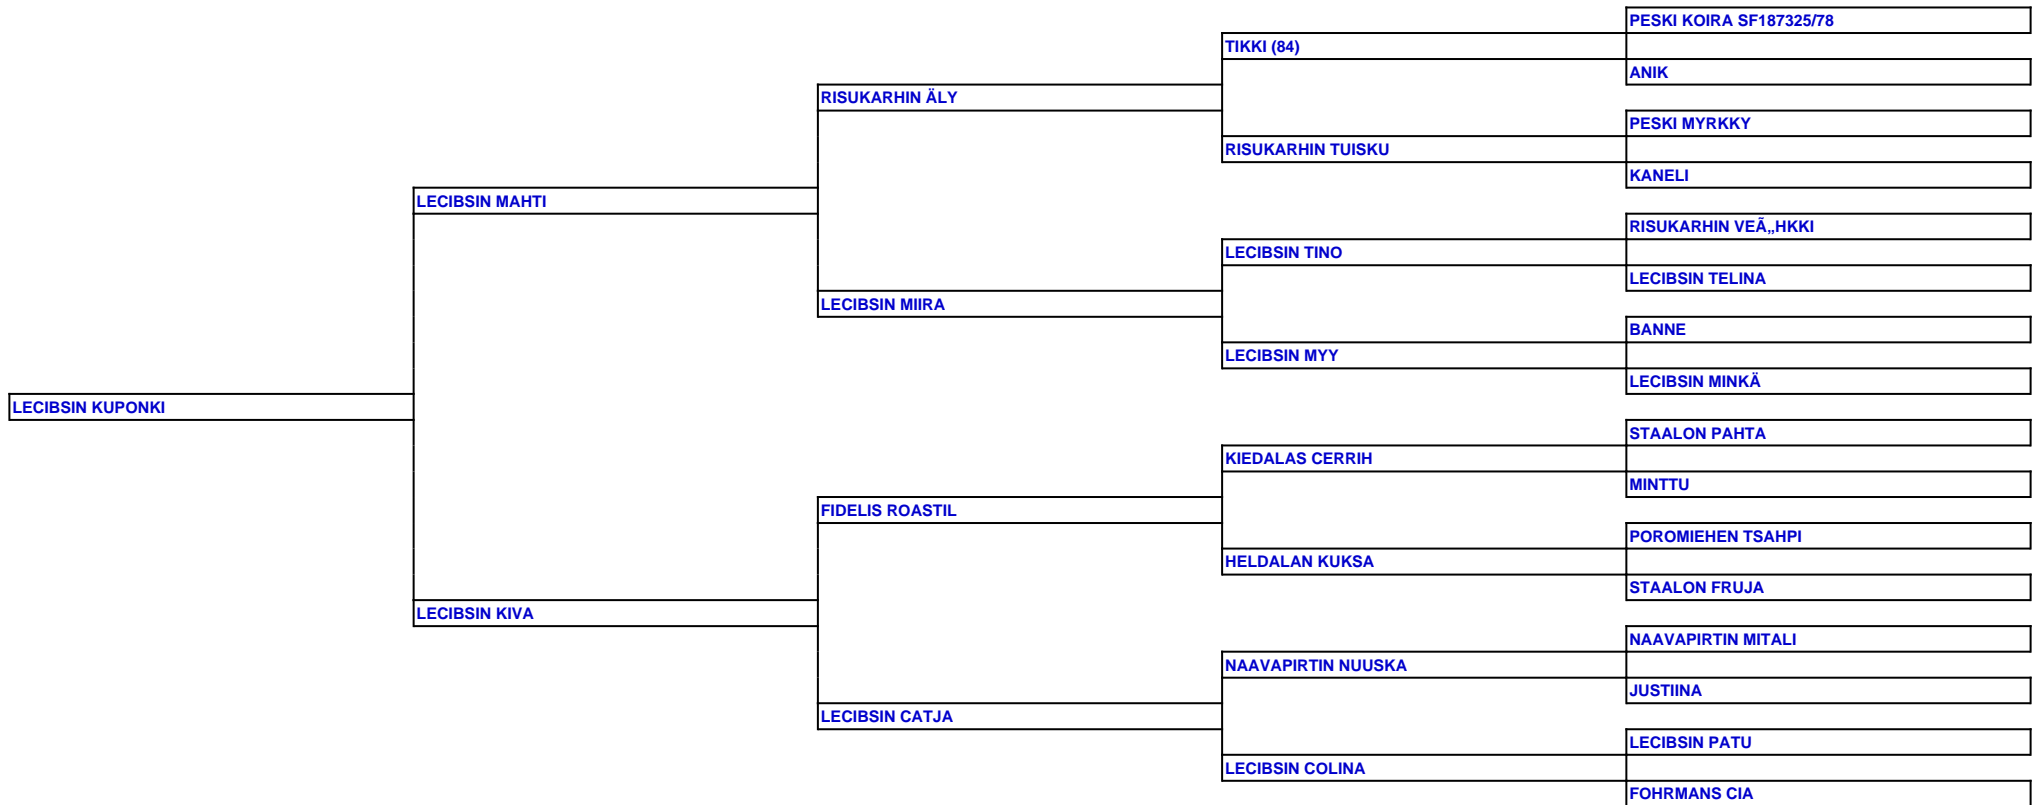 PESKI KOIRA SF187325/78
TIKKI (84)
ANIK
RISUKARHIN ÄLY
PESKI MYRKKY
RISUKARHIN TUISKU
KANELI
LECIBSIN MAHTI
RISUKARHIN VEÃ„HKKI
LECIBSIN TINO
LECIBSIN TELINA
LECIBSIN MIIRA
BANNE
LECIBSIN MYY
LECIBSIN MINKÄ
LECIBSIN KUPONKI
STAALON PAHTA
KIEDALAS CERRIH
MINTTU
FIDELIS ROASTIL
POROMIEHEN TSAHPI
HELDALAN KUKSA
STAALON FRUJA
LECIBSIN KIVA
NAAVAPIRTIN MITALI
NAAVAPIRTIN NUUSKA
JUSTIINA
LECIBSIN CATJA
LECIBSIN PATU
LECIBSIN COLINA
FOHRMANS CIA